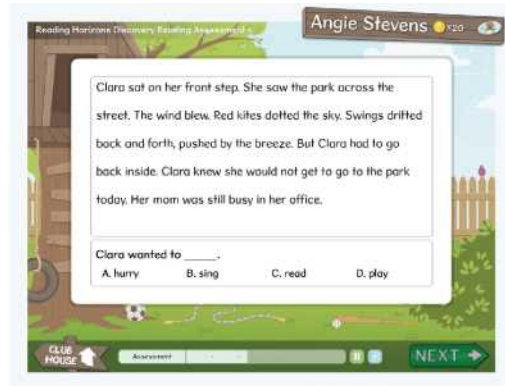 Reading Horizons Discovery Reading Assessment
Angie Stevens x20
Clara sat on her front step. She saw the park across the
street. The wind blew. Red kites dotted the sky. Swings drifted
back and forth, pushed by the breeze. But Clara had to go
back inside. Clara knew she would not get to go to the park
today. Her mom was still busy in her office.
Clara wanted to _____.
A. hurry B. sing C. read D. play
CLUB
HOUSE
Assessment
NEXT